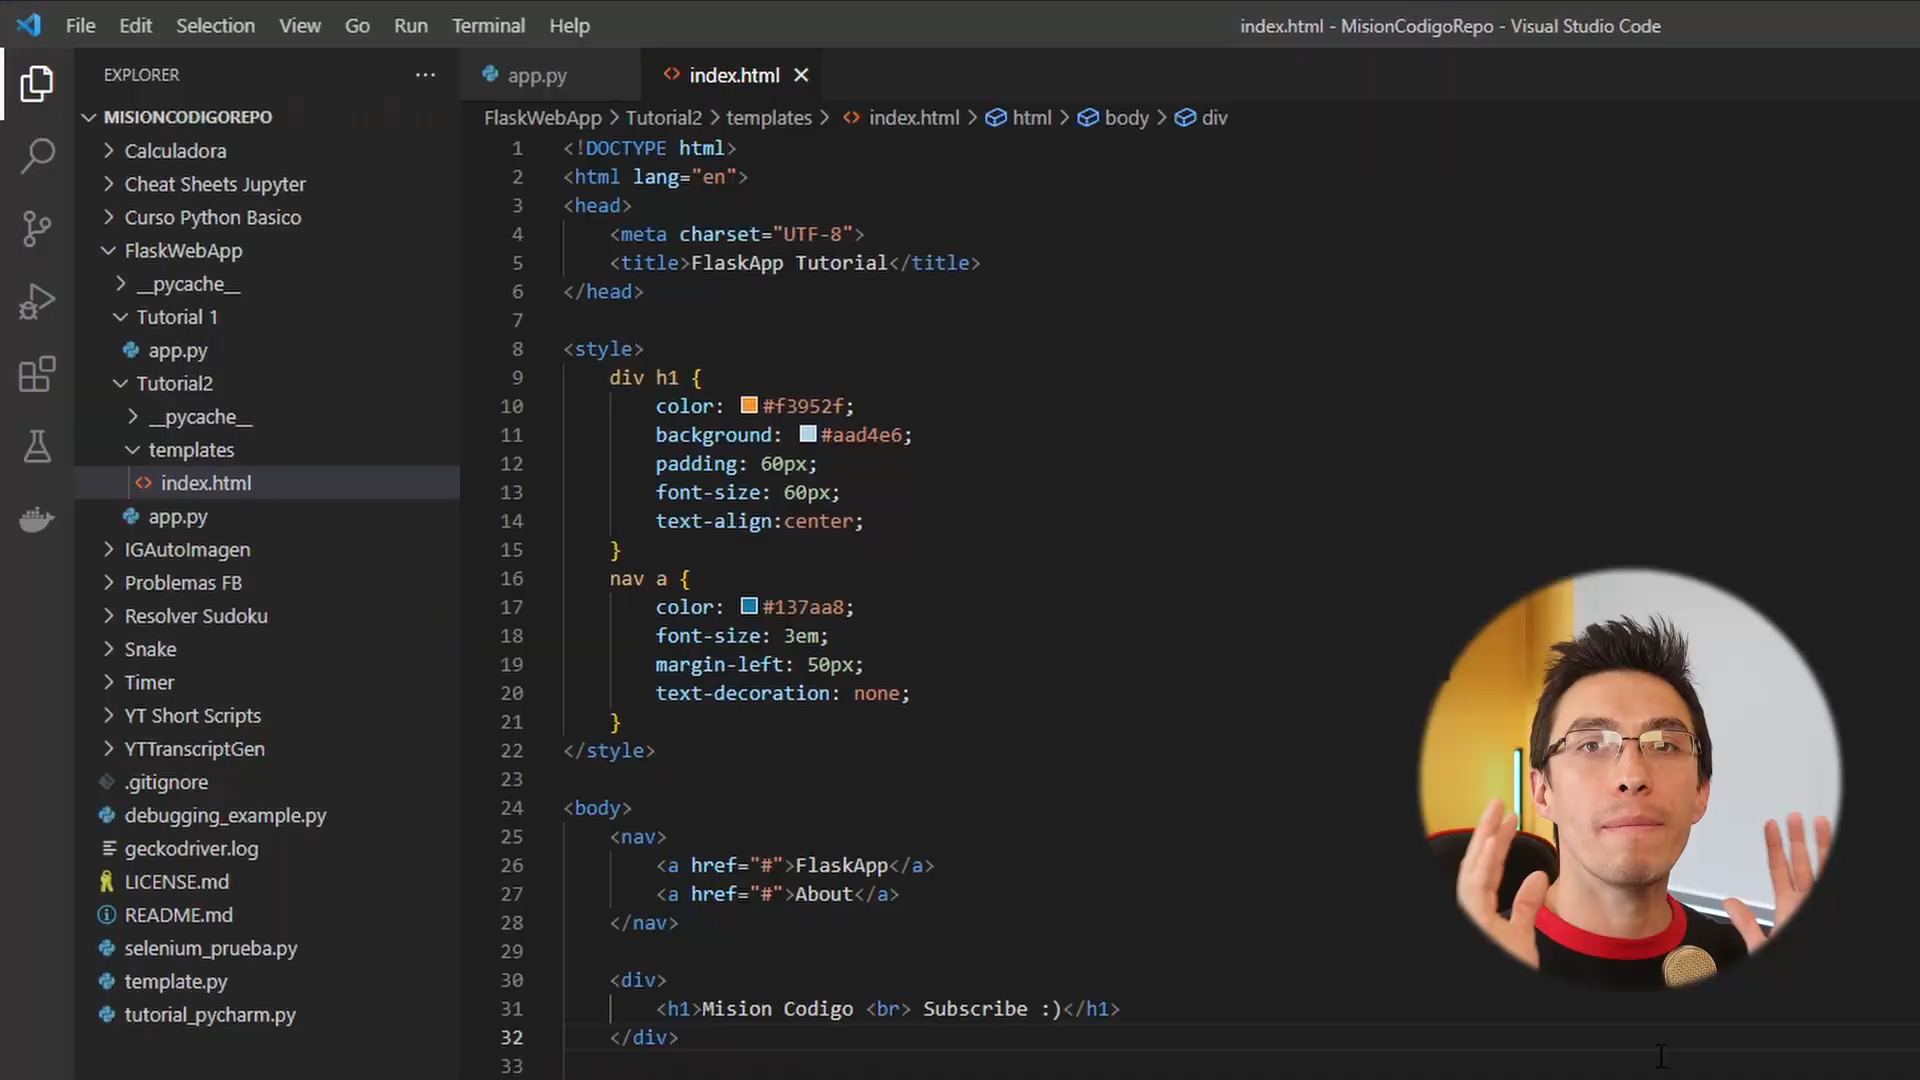 File Edit Selection View Go Run Terminal Help
index.html - MisionCodigoRepo - Visual Studio Code
EXPLORER
MISIONCODIGOREPO
Calculadora
Cheat Sheets Jupyter
Curso Python Basico
FlaskWebApp
__pycache__
Tutorial 1
app.py
Tutorial2
__pycache__
templates
index.html
app.py
IGAutoImagen
Problemas FB
Resolver Sudoku
Snake
Timer
YT Short Scripts
YTTranscriptGen
.gitignore
debugging_example.py
geckodriver.log
LICENSE.md
README.md
selenium_prueba.py
template.py
tutorial_pycharm.py
app.py
index.html
FlaskWebApp > Tutorial2 > templates > index.html > html > body > div
1 <!DOCTYPE html>
2 <html lang="en">
3 <head>
4 <meta charset="UTF-8">
5 <title>FlaskApp Tutorial</title>
6 </head>
7
8 <style>
9 div h1 {
10 color: #f3952f;
11 background: #aad4e6;
12 padding: 60px;
13 font-size: 60px;
14 text-align:center;
15 }
16 nav a {
17 color: #137aa8;
18 font-size: 3em;
19 margin-left: 50px;
20 text-decoration: none;
21 }
22 </style>
23
24 <body>
25 <nav>
26 <a href="#">FlaskApp</a>
27 <a href="#">About</a>
28 </nav>
29
30 <div>
31 <h1>Mision Codigo <br> Subscribe :)</h1>
32 </div>
33